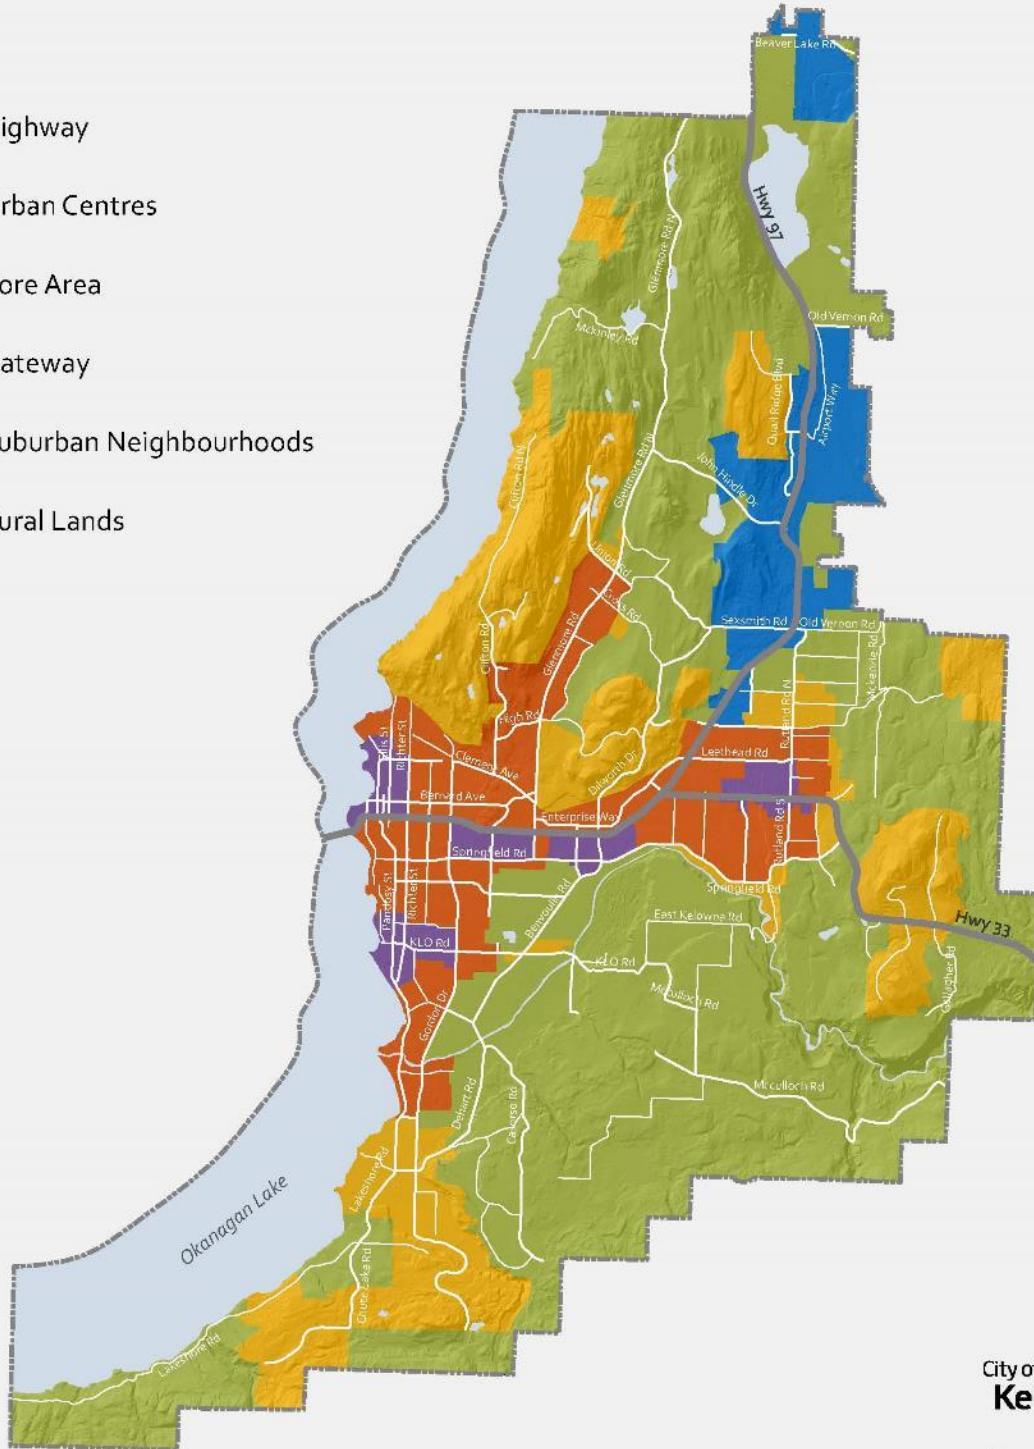 ighway
rban Centres
ore Area
ateway
uburban Neighbourhoods
ural Lands
Beaver Lake Rd
Hwy 97
Glenmore Rd N
Old Vernon Rd
Mckinley Rd
Quail Ridge Blvd
Airport Way
Clifton Rd N
Glenmore Rd N
John Hindle Dr
Union Rd
Cross Rd
Sexsmith Rd
Old Vernon Rd
Clifton Rd
Glenmore Rd
Mckenzie Rd
Rutland Rd N
High Rd
Ellis St
Richter St
Clement Ave
Leathead Rd
Dilworth Dr
Bernard Ave
Enterprise Way
Springfield Rd
Rutland Rd S
Pandosy St
Richter St
Springfield Rd
Benvoulin Rd
East Kelowna Rd
Hwy 33
KLO Rd
KLO Rd
Mcculloch Rd
Gallagher Rd
Gordon Dr
Mcculloch Rd
Dehart Rd
Casorso Rd
Lakeshore Rd
Okanagan Lake
Chute Lake Rd
Lakeshore Rd
City of
Ke